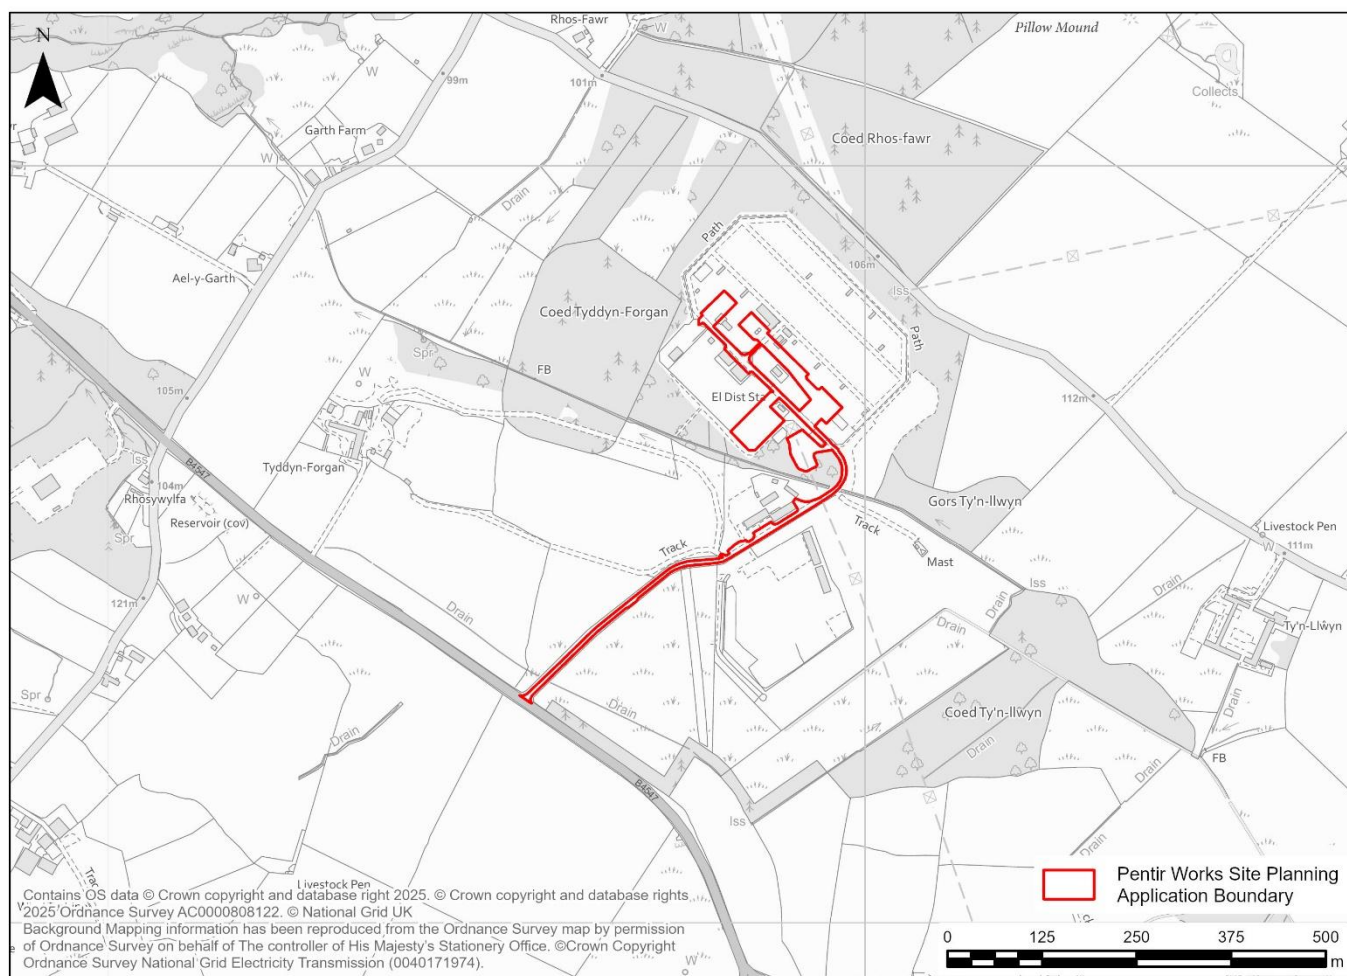 Rhos-Fawr
W
Pillow Mound
N
99m
101m
W
Collects
Garth Farm
Coed Rhos-fawr
W
Drain
Path
106m
Iss
Ael-y-Garth
Coed Tyddyn-Forgan
Path
Spr
FB
W
112m
105m
El Dist Sta
Iss
B4547
Tyddyn-Forgan
104m
Rhosywylfa
Reservoir (cov)
Gors Ty'n-llwyn
Track
Livestock Pen
W
111m
Spr
Track
Mast
Iss
Drain
W
121m
Drain
Drain
Drain
Ty'n-Llŵyn
Spr
Drain
Coed Ty'n-llwyn
Drain
Drain
Drain
FB
B4547
Drain
Iss
Drain
Livestock Pen
Pentir Works Site Planning
Application Boundary
Contains OS data © Crown copyright and database right 2025. © Crown copyright and database rights
2025 Ordnance Survey AC0000808122. © National Grid UK
Background Mapping information has been reproduced from the Ordnance Survey map by permission
of Ordnance Survey on behalf of The controller of His Majesty's Stationery Office. ©Crown Copyright
Ordnance Survey National Grid Electricity Transmission (0040171974).
W
0 125 250 375 500
m